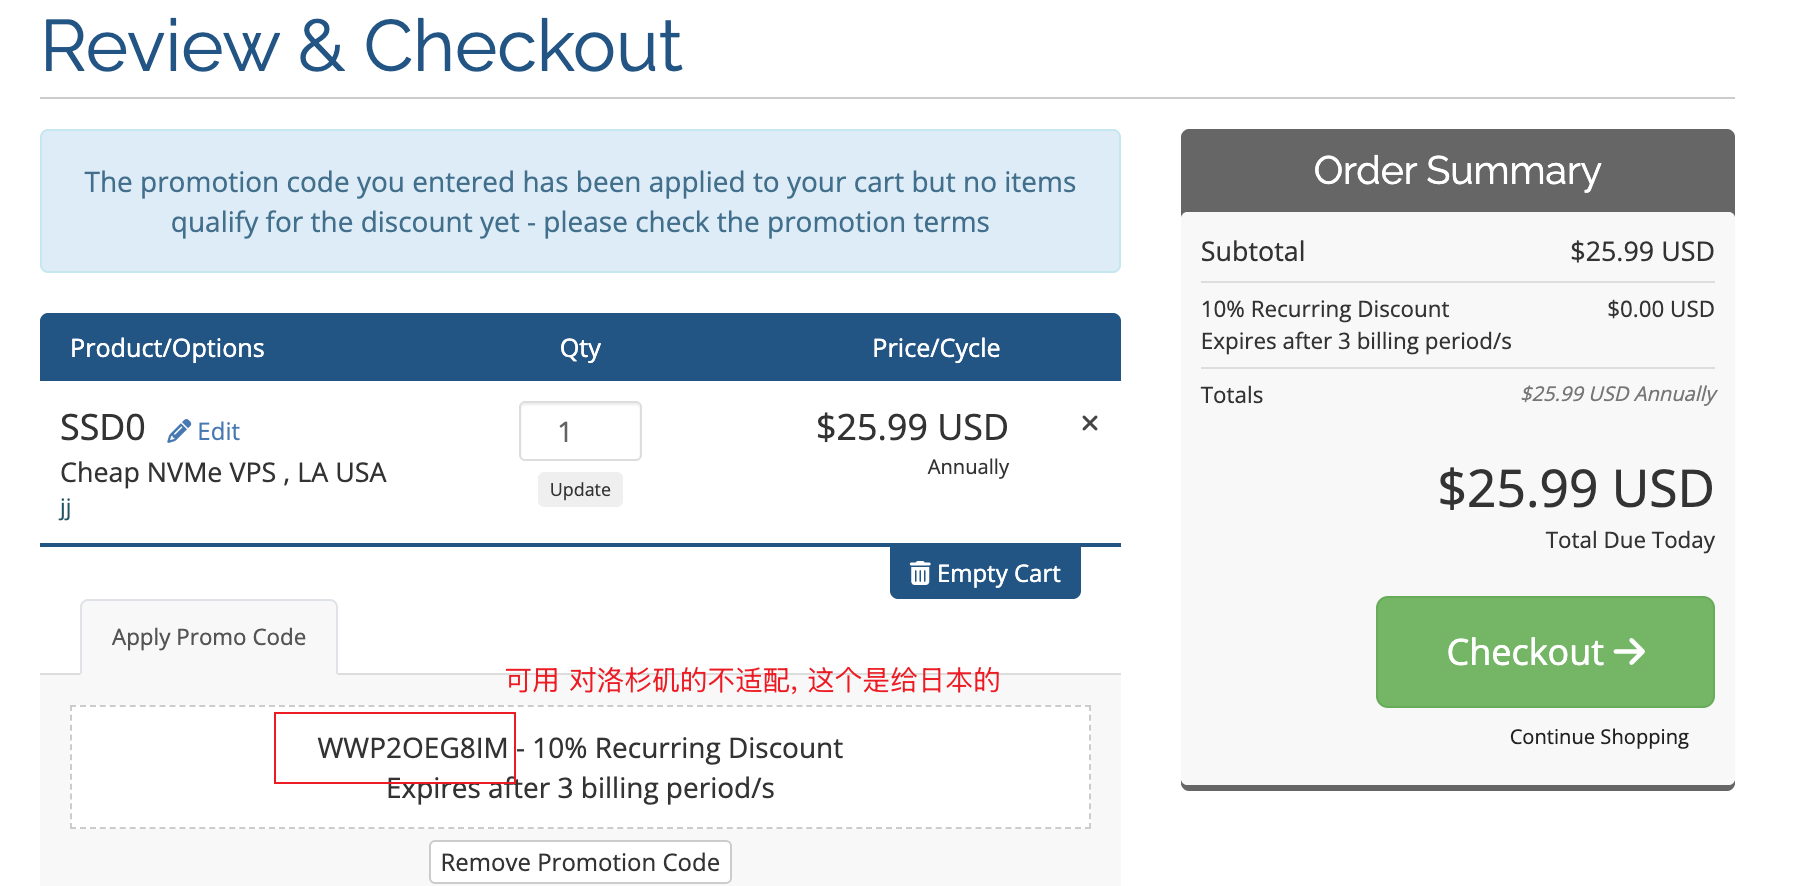 Review & Checkout
The promotion code you entered has been applied to your cart but no items
qualify for the discount yet - please check the promotion terms
Product/Options Qty Price/Cycle
SSD0 Edit 1 $25.99 USD ×
Cheap NVMe VPS , LA USA Annually
jj Update
Empty Cart
Apply Promo Code
可用 对洛杉矶的不适配, 这个是给日本的
WWP2OEG8IM - 10% Recurring Discount
Expires after 3 billing period/s
Remove Promotion Code
Order Summary
Subtotal $25.99 USD
10% Recurring Discount $0.00 USD
Expires after 3 billing period/s
Totals $25.99 USD Annually
$25.99 USD
Total Due Today
Checkout →
Continue Shopping